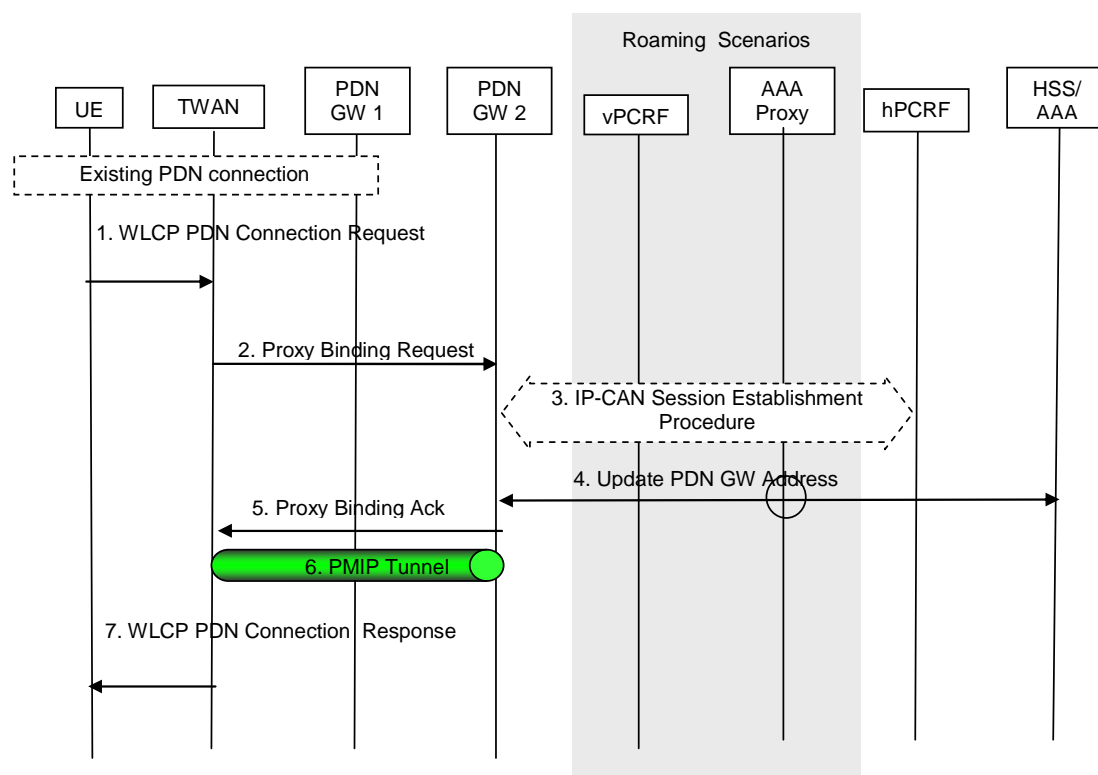 Roaming Scenarios
UE
TWAN
PDN
GW 1
PDN
GW 2
vPCRF
AAA
Proxy
hPCRF
HSS/
AAA
Existing PDN connection
1. WLCP PDN Connection Request
2. Proxy Binding Request
3. IP-CAN Session Establishment
Procedure
4. Update PDN GW Address
5. Proxy Binding Ack
6. PMIP Tunnel
7. WLCP PDN Connection Response